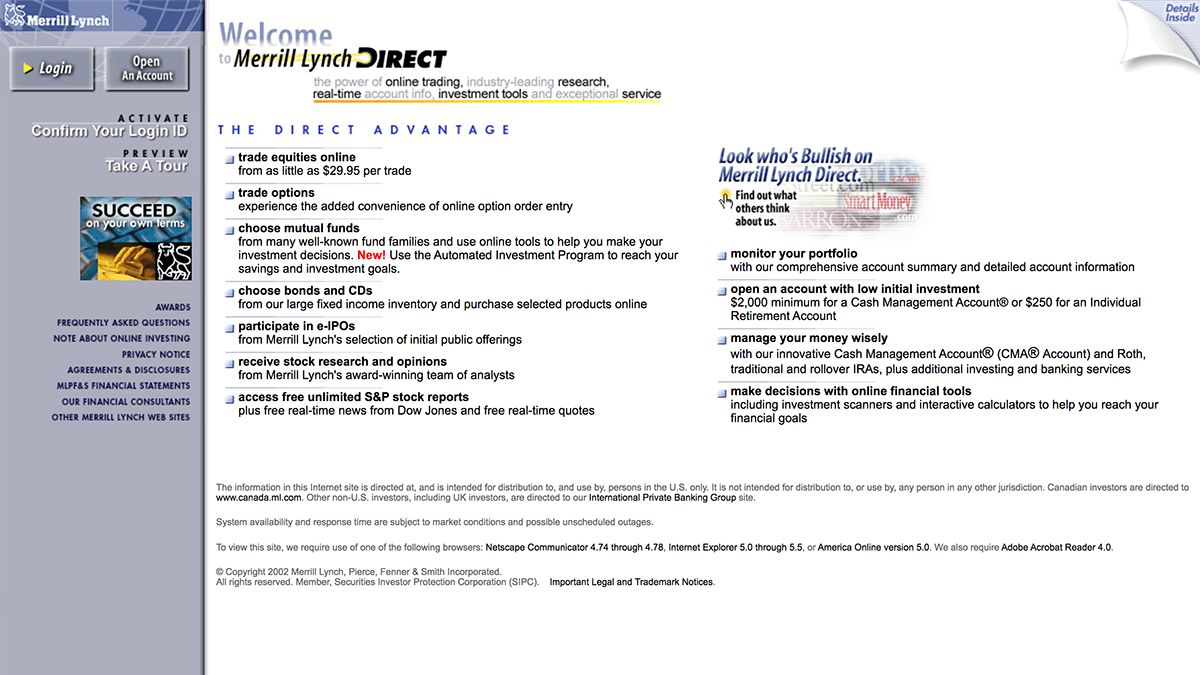 Merrill Lynch
Login
Open
An Account
ACTIVATE
Confirm Your Login ID
PREVIEW
Take A Tour
SUCCEED
on your own terms
AWARDS
FREQUENTLY ASKED QUESTIONS
NOTE ABOUT ONLINE INVESTING
PRIVACY NOTICE
AGREEMENTS & DISCLOSURES
MLPF&S FINANCIAL STATEMENTS
OUR FINANCIAL CONSULTANTS
OTHER MERRILL LYNCH WEB SITES
Details
Inside
Welcome
to Merrill Lynch DIRECT
the power of online trading, industry-leading research,
real-time account info, investment tools and exceptional service
THE DIRECT ADVANTAGE
trade equities online
from as little as $29.95 per trade
trade options
experience the added convenience of online option order entry
choose mutual funds
from many well-known fund families and use online tools to help you make your
investment decisions. New! Use the Automated Investment Program to reach your
savings and investment goals.
choose bonds and CDs
from our large fixed income inventory and purchase selected products online
participate in e-IPOs
from Merrill Lynch's selection of initial public offerings
receive stock research and opinions
from Merrill Lynch's award-winning team of analysts
access free unlimited S&P stock reports
plus free real-time news from Dow Jones and free real-time quotes
Look who's Bullish on
Merrill Lynch Direct.
Find out what
others think
about us.
SmartMoney
.com
monitor your portfolio
with our comprehensive account summary and detailed account information
open an account with low initial investment
$2,000 minimum for a Cash Management Account® or $250 for an Individual
Retirement Account
manage your money wisely
with our innovative Cash Management Account® (CMA® Account) and Roth,
traditional and rollover IRAs, plus additional investing and banking services
make decisions with online financial tools
including investment scanners and interactive calculators to help you reach your
financial goals
The information in this Internet site is directed at, and is intended for distribution to, and use by, persons in the U.S. only. It is not intended for distribution to, or use by, any person in any other jurisdiction. Canadian investors are directed to
www.canada.ml.com. Other non-U.S. investors, including UK investors, are directed to our International Private Banking Group site.
System availability and response time are subject to market conditions and possible unscheduled outages.
To view this site, we require use of one of the following browsers: Netscape Communicator 4.74 through 4.78, Internet Explorer 5.0 through 5.5, or America Online version 5.0. We also require Adobe Acrobat Reader 4.0.
© Copyright 2002 Merrill Lynch, Pierce, Fenner & Smith Incorporated.
All rights reserved. Member, Securities Investor Protection Corporation (SIPC). Important Legal and Trademark Notices.